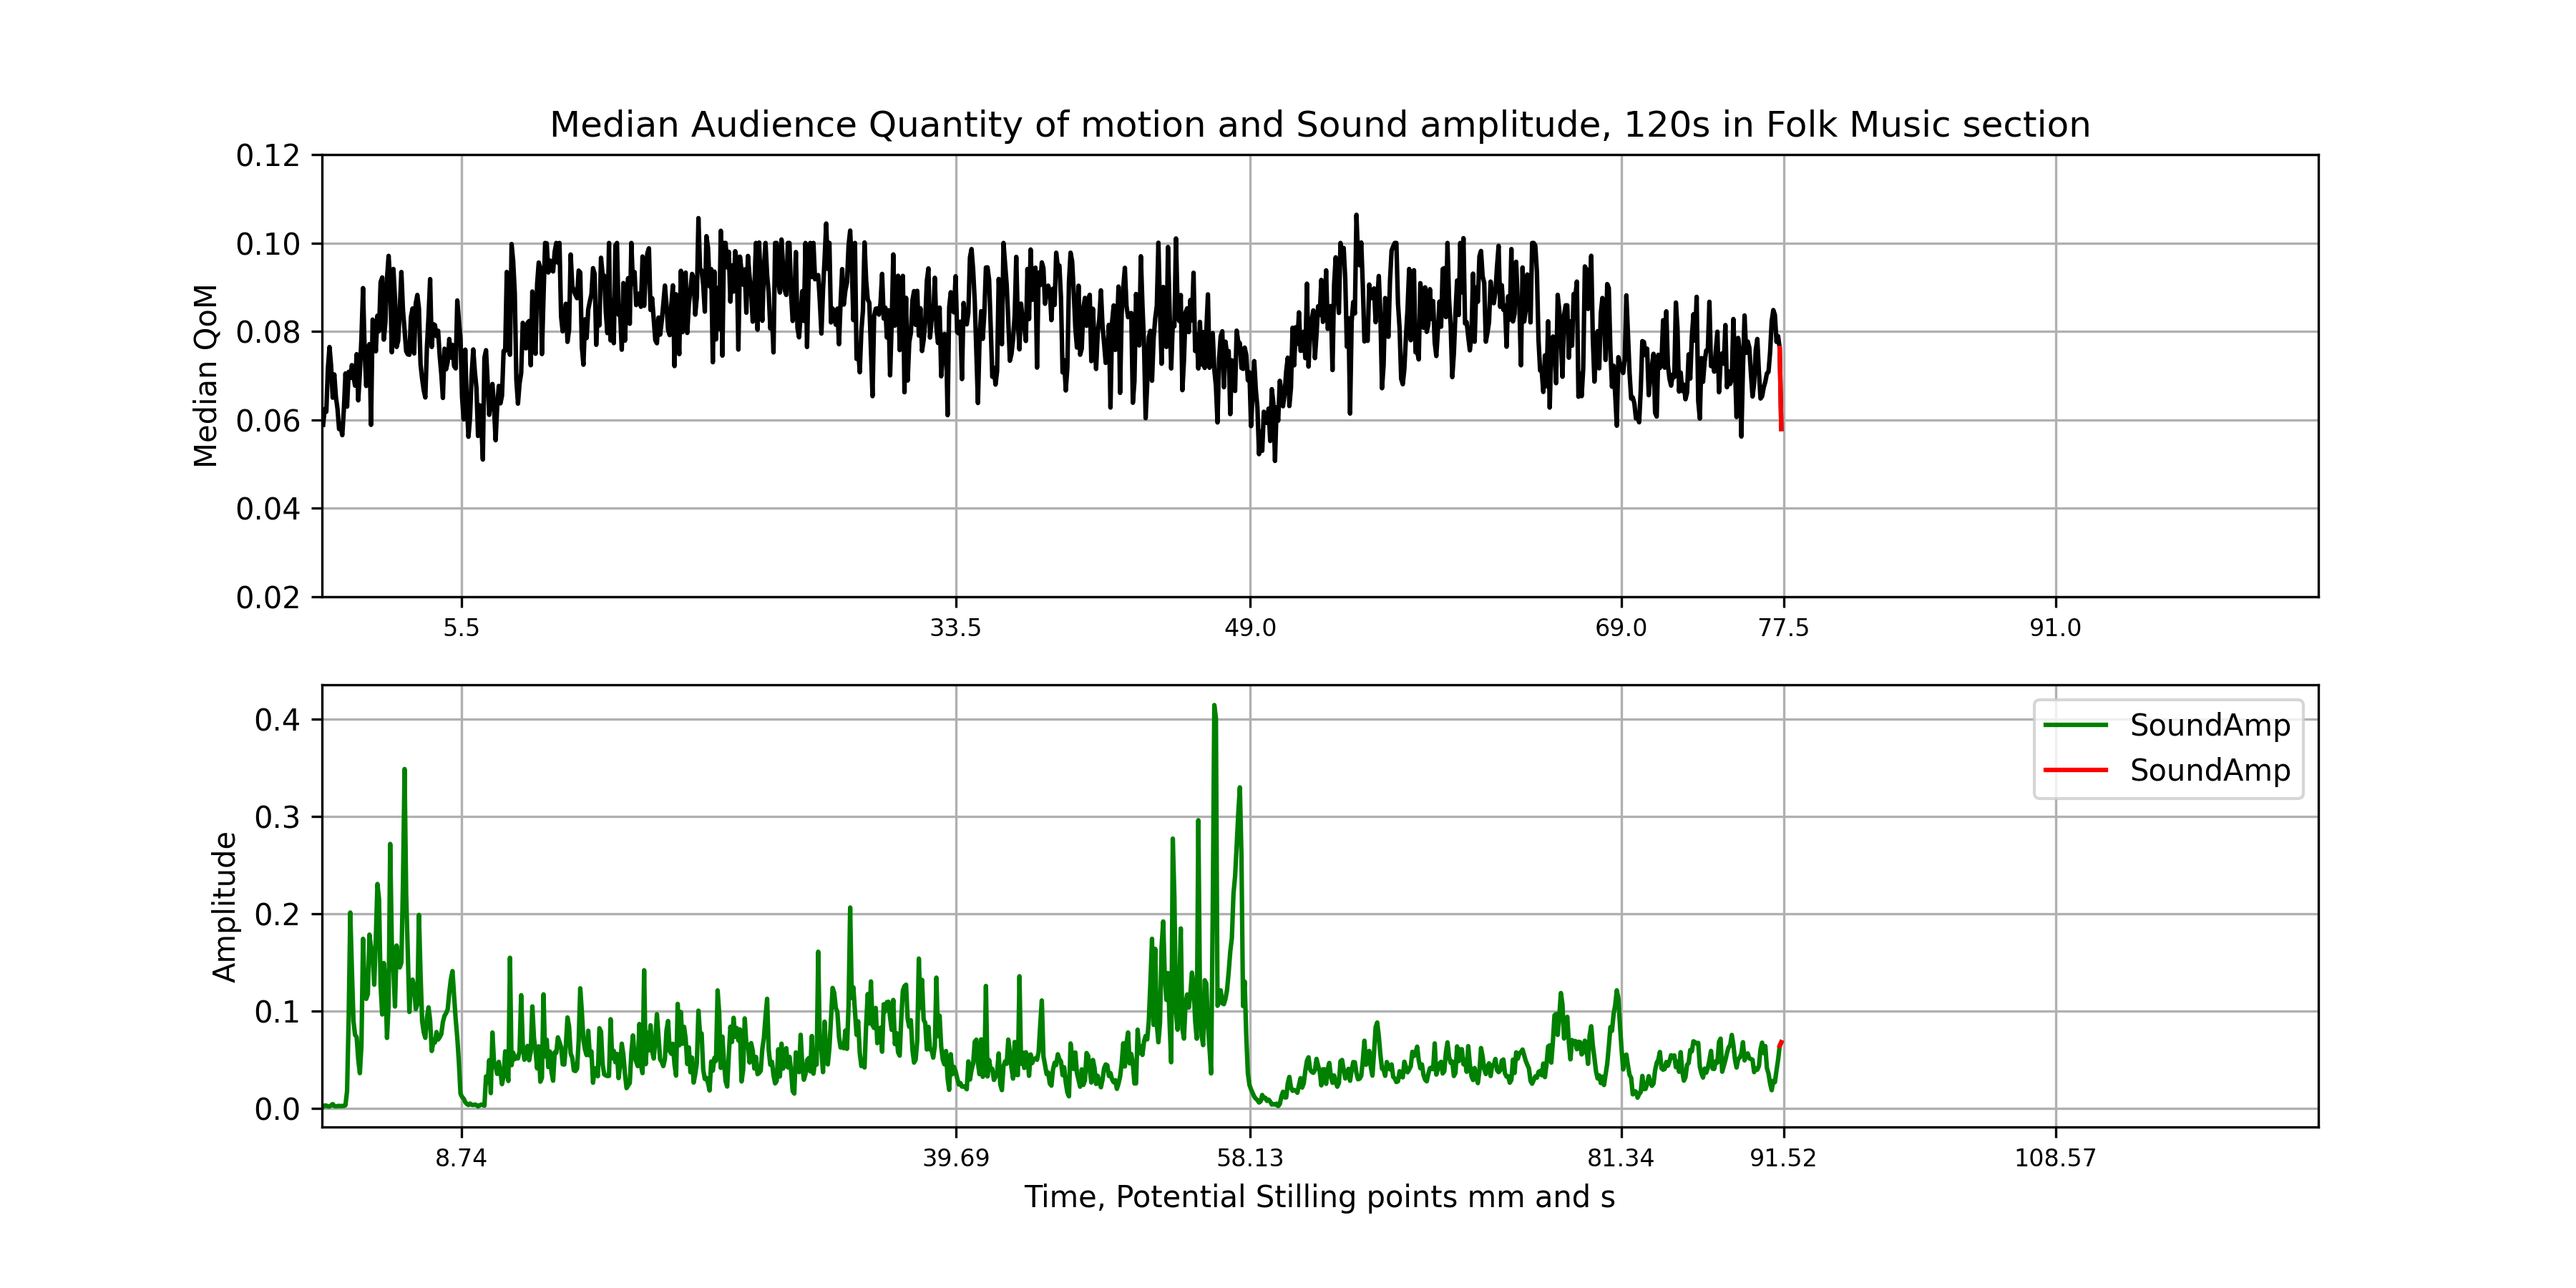 Median Audience Quantity of motion and Sound amplitude, 120s in Folk Music section
0.12
0.10
0.08
0.06
0.04
0.02
Median QoM
5.5 33.5 49.0 69.0 77.5 91.0
0.4
0.3
0.2
0.1
0.0
Amplitude
SoundAmp
SoundAmp
8.74 39.69 58.13 81.34 91.52 108.57
Time, Potential Stilling points mm and s